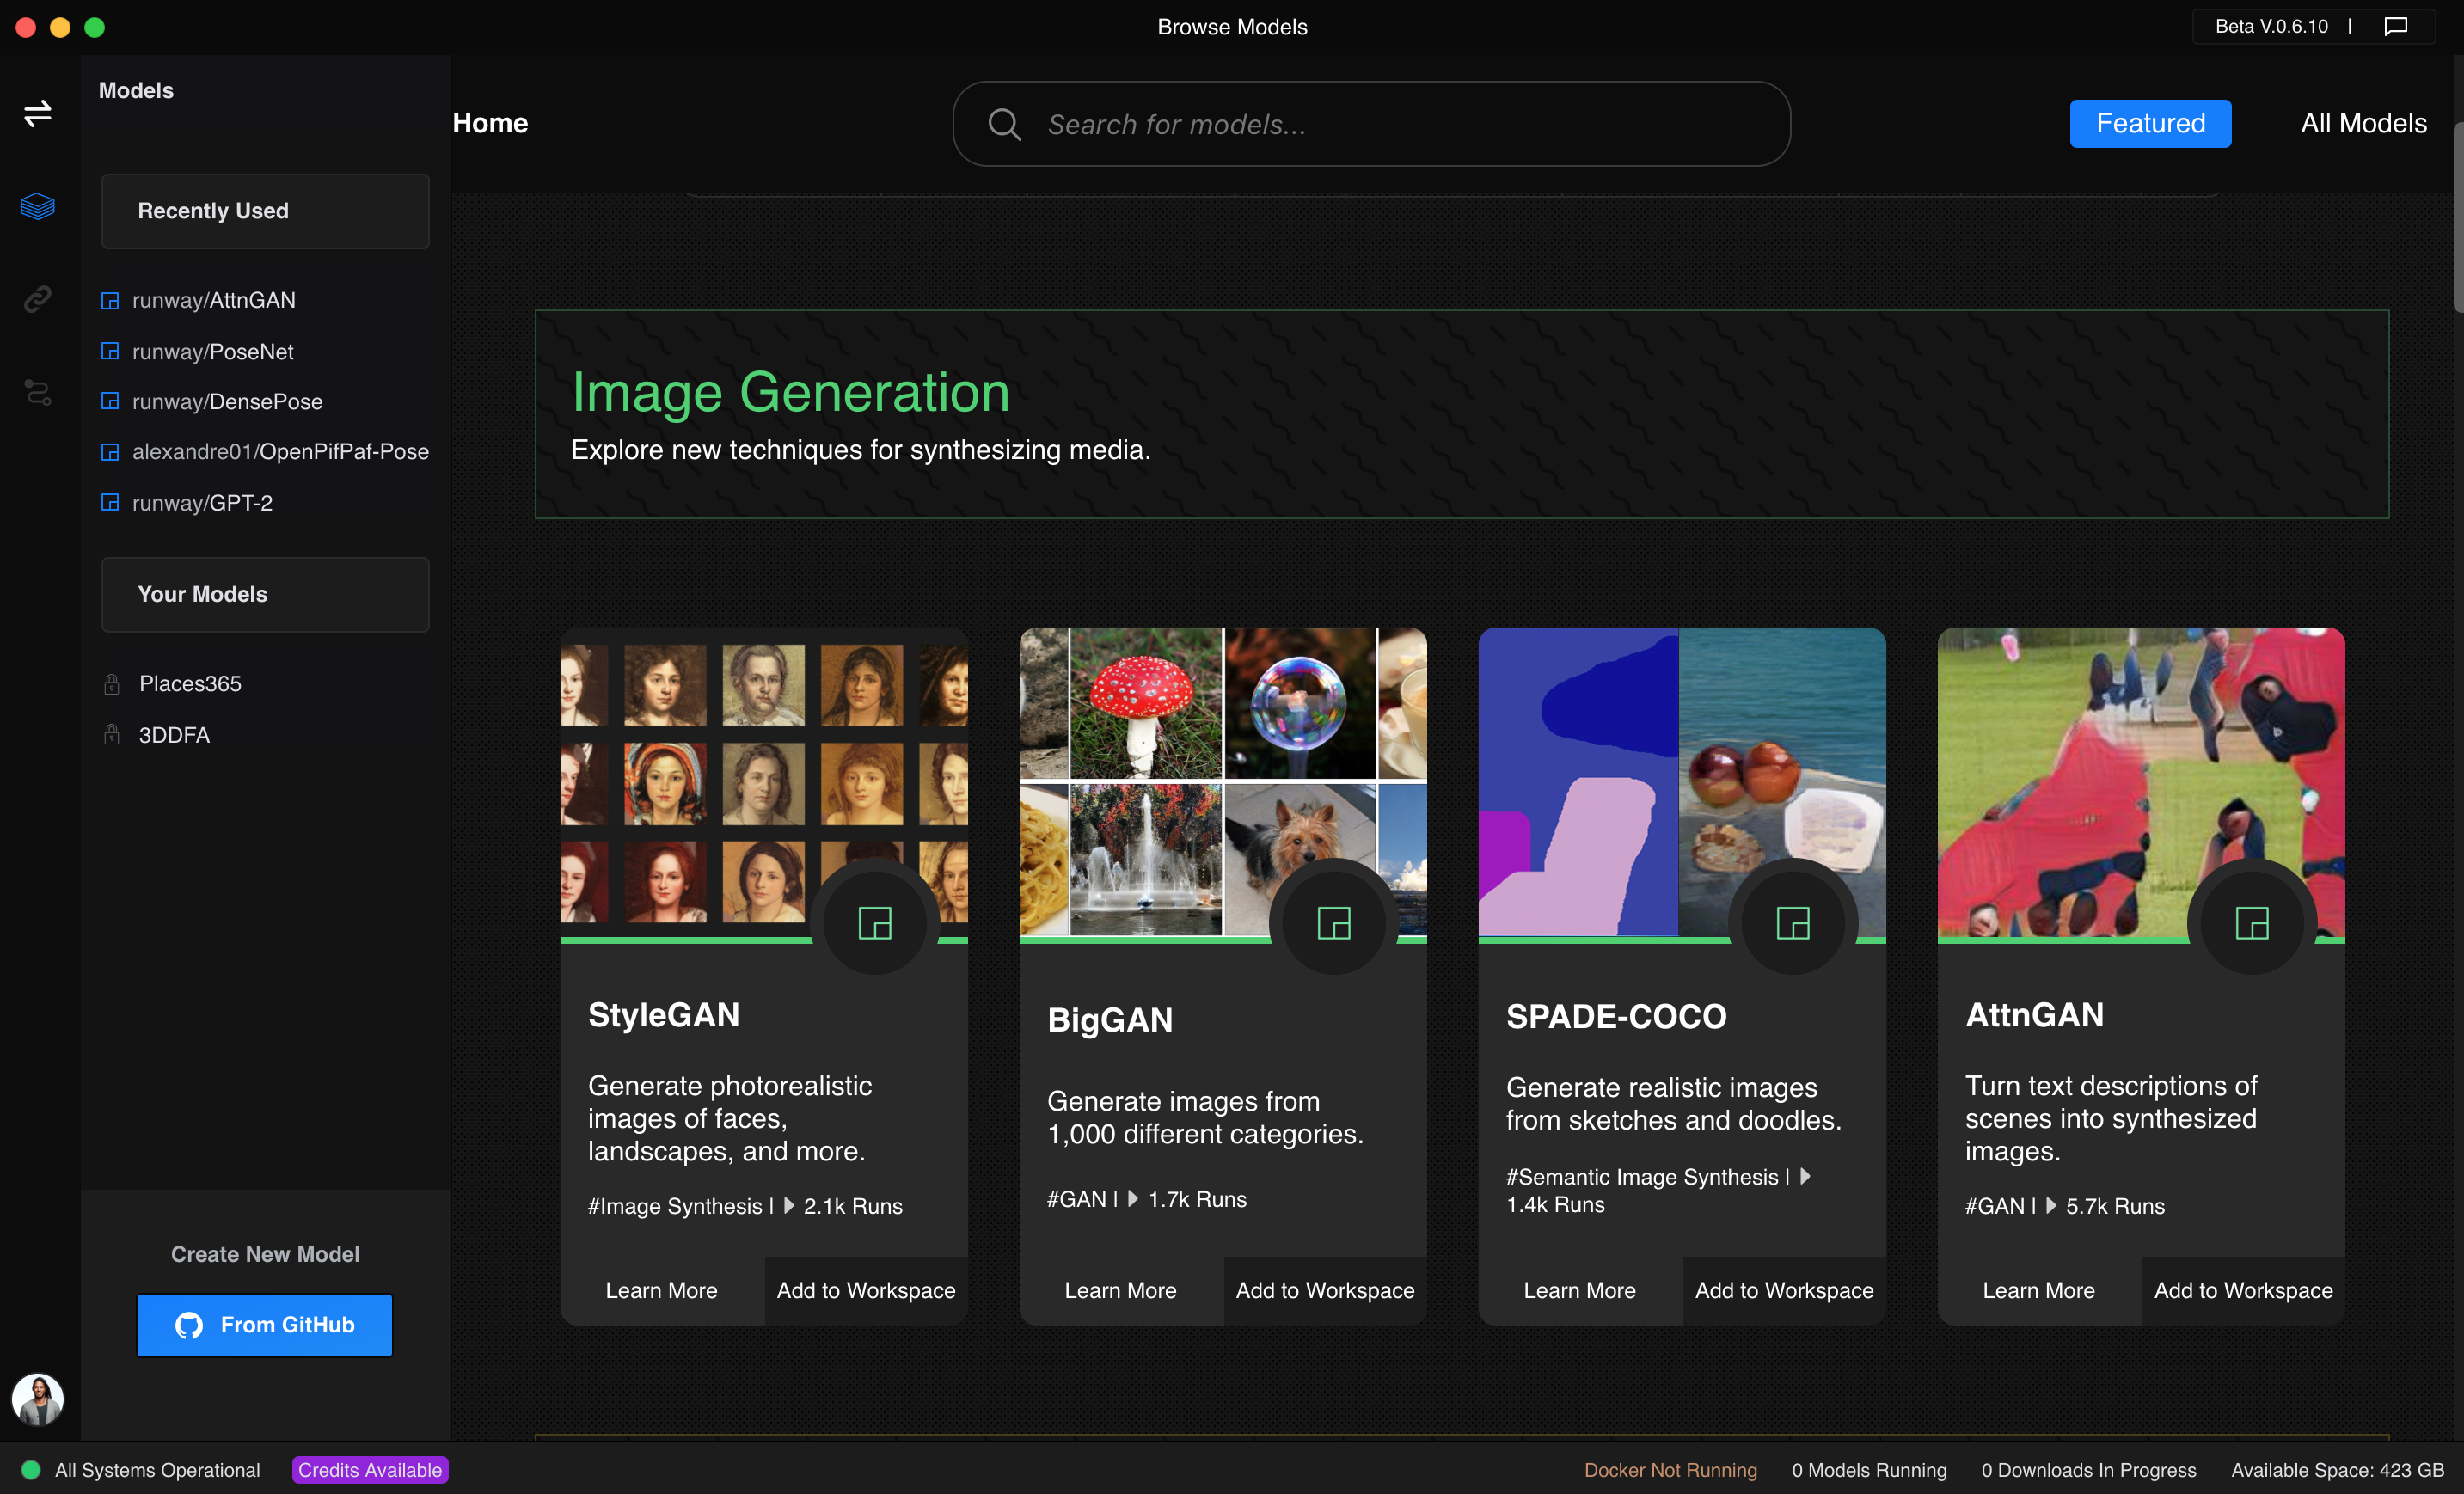 Browse Models
Beta V.0.6.10 |
Models
Home
Search for models...
Featured
All Models
Recently Used
runway/AttnGAN
runway/PoseNet
runway/DensePose
alexandre01/OpenPifPaf-Pose
runway/GPT-2
Your Models
Places365
3DDFA
Create New Model
From GitHub
Image Generation
Explore new techniques for synthesizing media.
StyleGAN
Generate photorealistic
images of faces,
landscapes, and more.
#Image Synthesis | 2.1k Runs
Learn More
Add to Workspace
BigGAN
Generate images from
1,000 different categories.
#GAN | 1.7k Runs
Learn More
Add to Workspace
SPADE-COCO
Generate realistic images
from sketches and doodles.
#Semantic Image Synthesis |
1.4k Runs
Learn More
Add to Workspace
AttnGAN
Turn text descriptions of
scenes into synthesized
images.
#GAN | 5.7k Runs
Learn More
Add to Workspace
All Systems Operational
Credits Available
Docker Not Running
0 Models Running
0 Downloads In Progress
Available Space: 423 GB